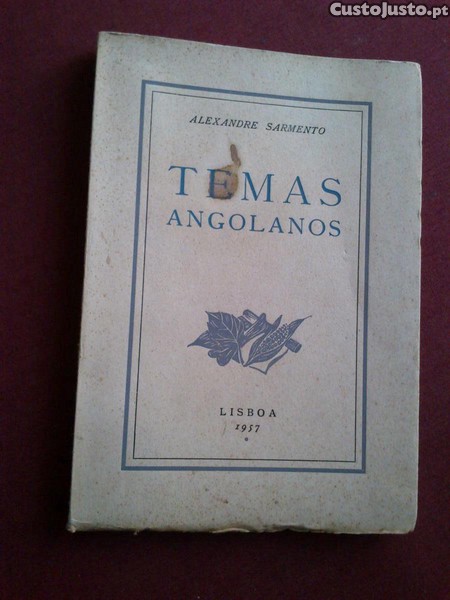 CustoJusto.pt
ALEXANDRE SARMENTO
TEMAS
ANGOLANOS
LISBOA
1957